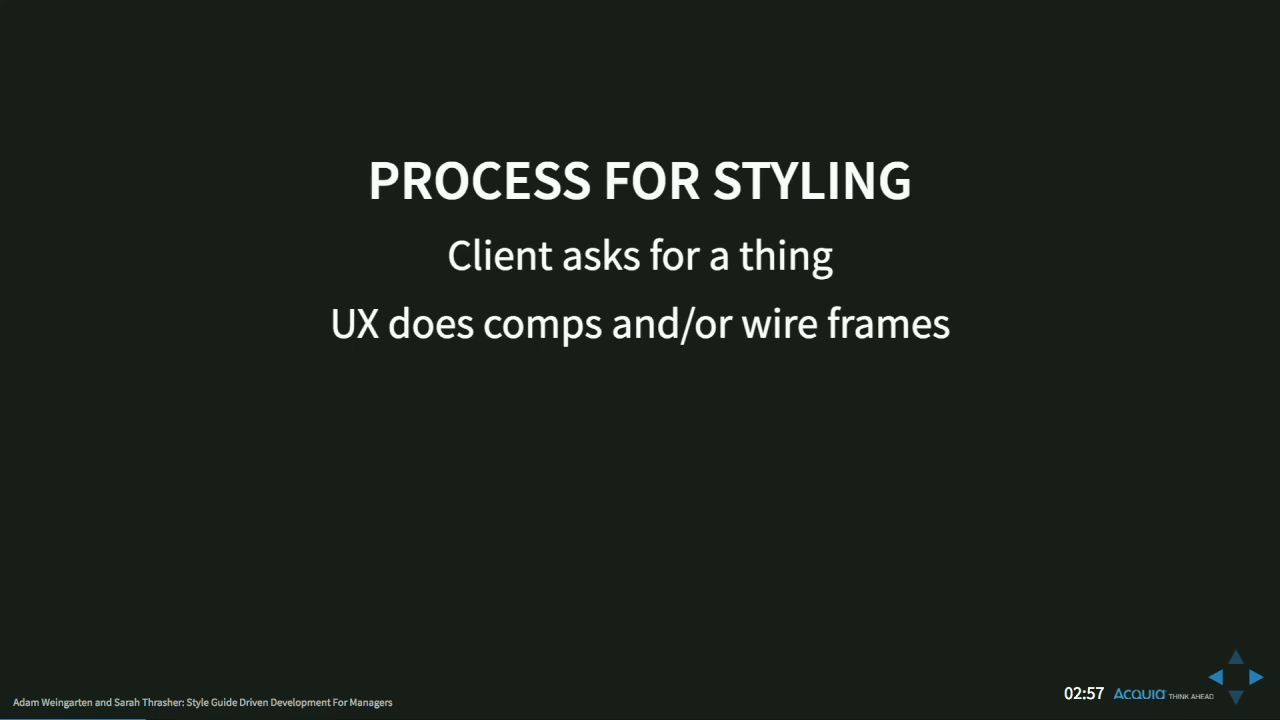 PROCESS FOR STYLING
Client asks for a thing
UX does comps and/or wire frames
Adam Weingarten and Sarah Thrasher: Style Guide Driven Development For Managers
02:57 Acquia THINK AHEAD